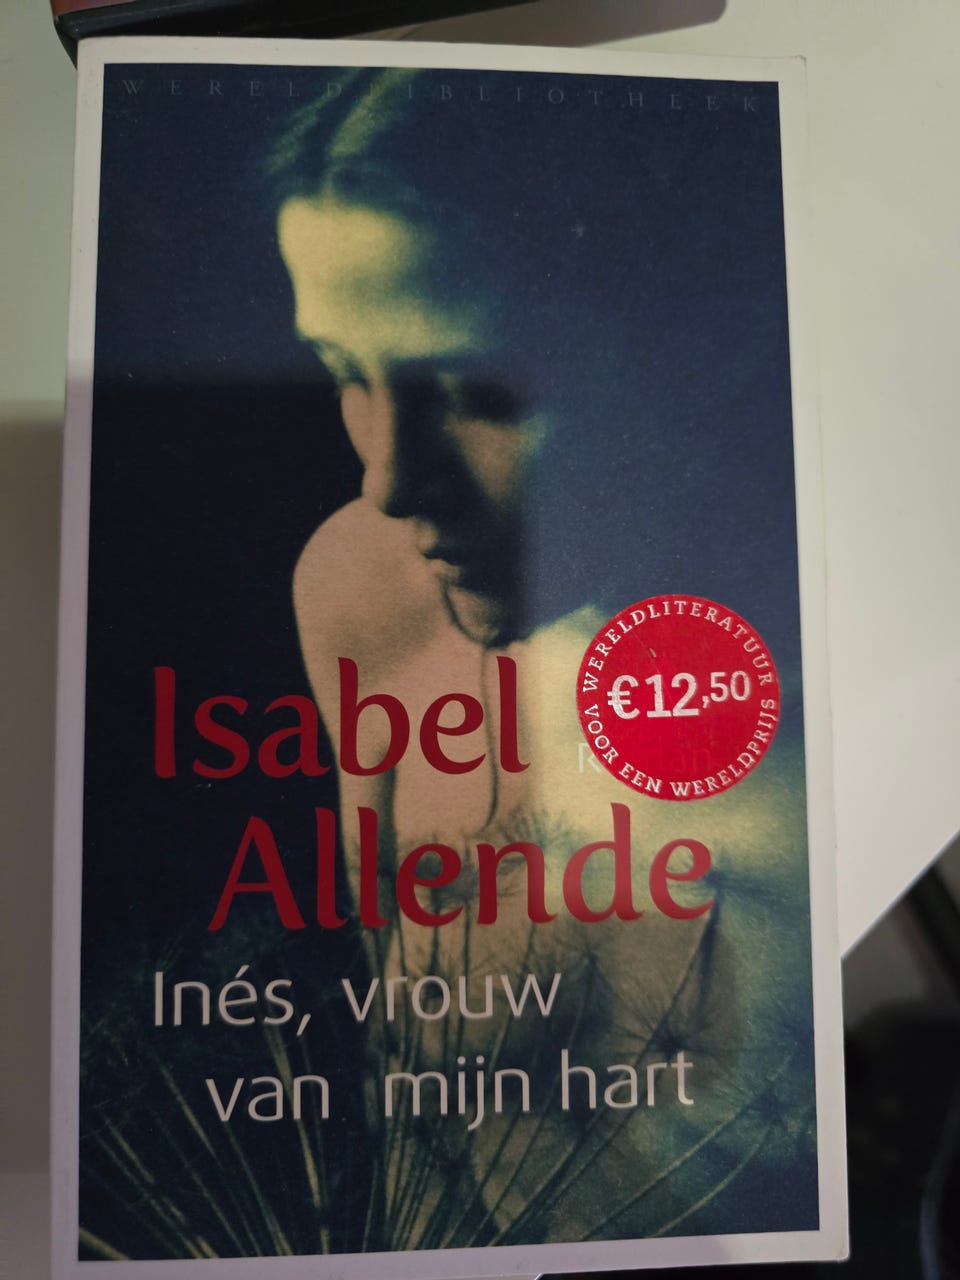 WERELDBIBLIOTHEEK
Isabel
WERELDLITERATUUR
€12,50
VOOR EEN WERELDPRIJS
Allende
Inés, vrouw
van mijn hart